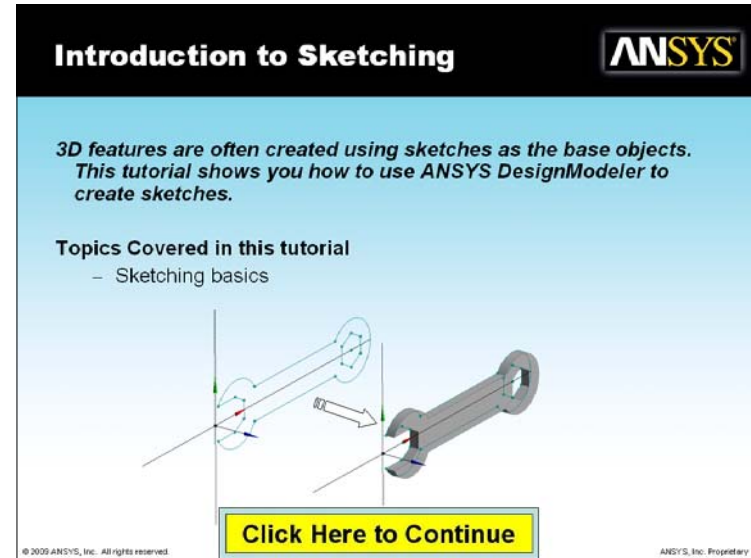 Introduction to Sketching
ANSYS®
3D features are often created using sketches as the base objects.
This tutorial shows you how to use ANSYS DesignModeler to
create sketches.
Topics Covered in this tutorial
– Sketching basics
Click Here to Continue
© 2009 ANSYS, Inc. All rights reserved.
ANSYS, Inc. Proprietary